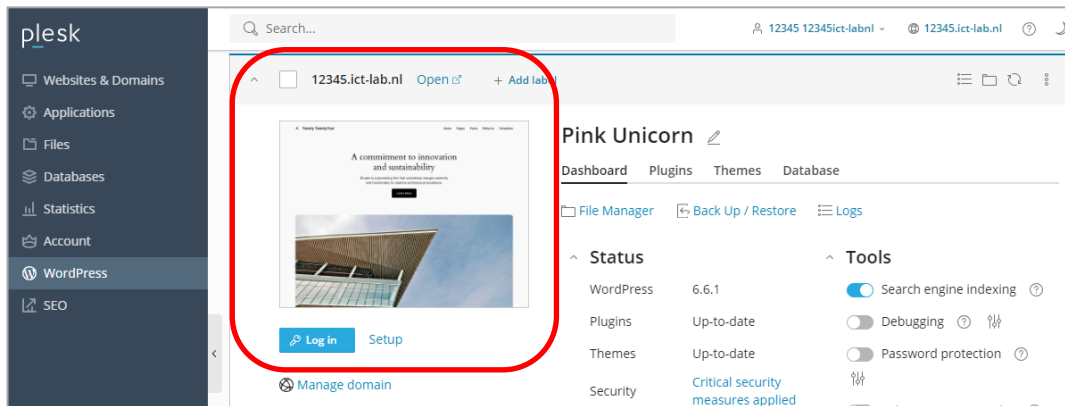 plesk
Search...
12345 12345ict-labnl
12345.ict-lab.nl
Websites & Domains
Applications
Files
Databases
Statistics
Account
WordPress
SEO
12345.ict-lab.nl Open + Add label
Twenty Twenty-Four
A commitment to innovation
and sustainability
Log in Setup
Manage domain
Pink Unicorn
Dashboard Plugins Themes Database
File Manager Back Up / Restore Logs
Status
WordPress 6.6.1
Plugins Up-to-date
Themes Up-to-date
Security Critical security
measures applied
Tools
Search engine indexing
Debugging
Password protection